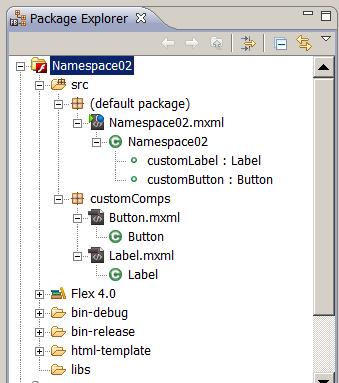 Package Explorer
Namespace02
src
(default package)
Namespace02.mxml
Namespace02
customLabel : Label
customButton : Button
customComps
Button.mxml
Button
Label.mxml
Label
Flex 4.0
bin-debug
bin-release
html-template
libs